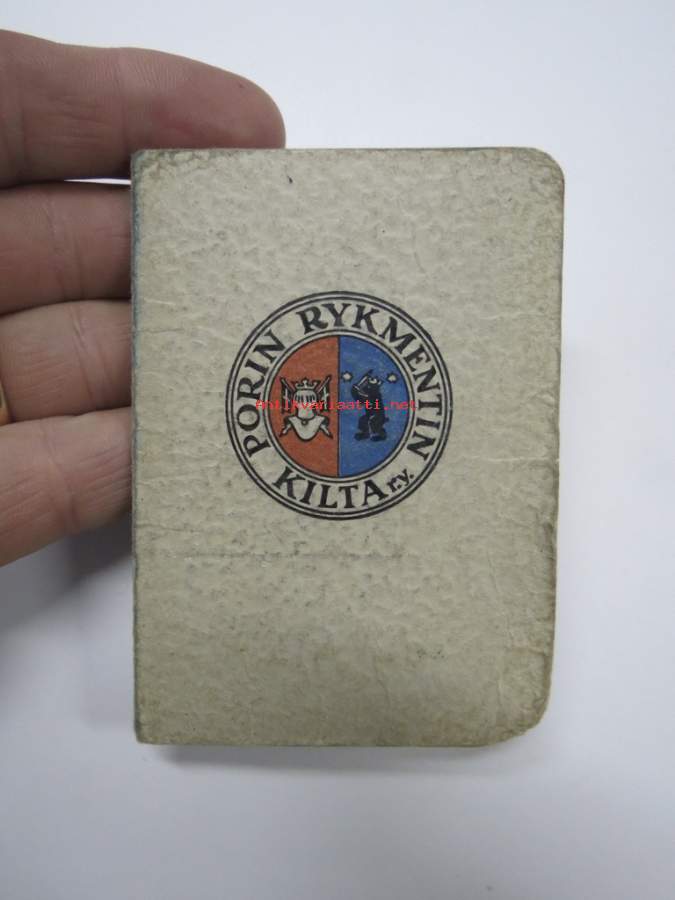 PORIN RYKMENTIN
KILTA r.y.
Antikvariaatti.net